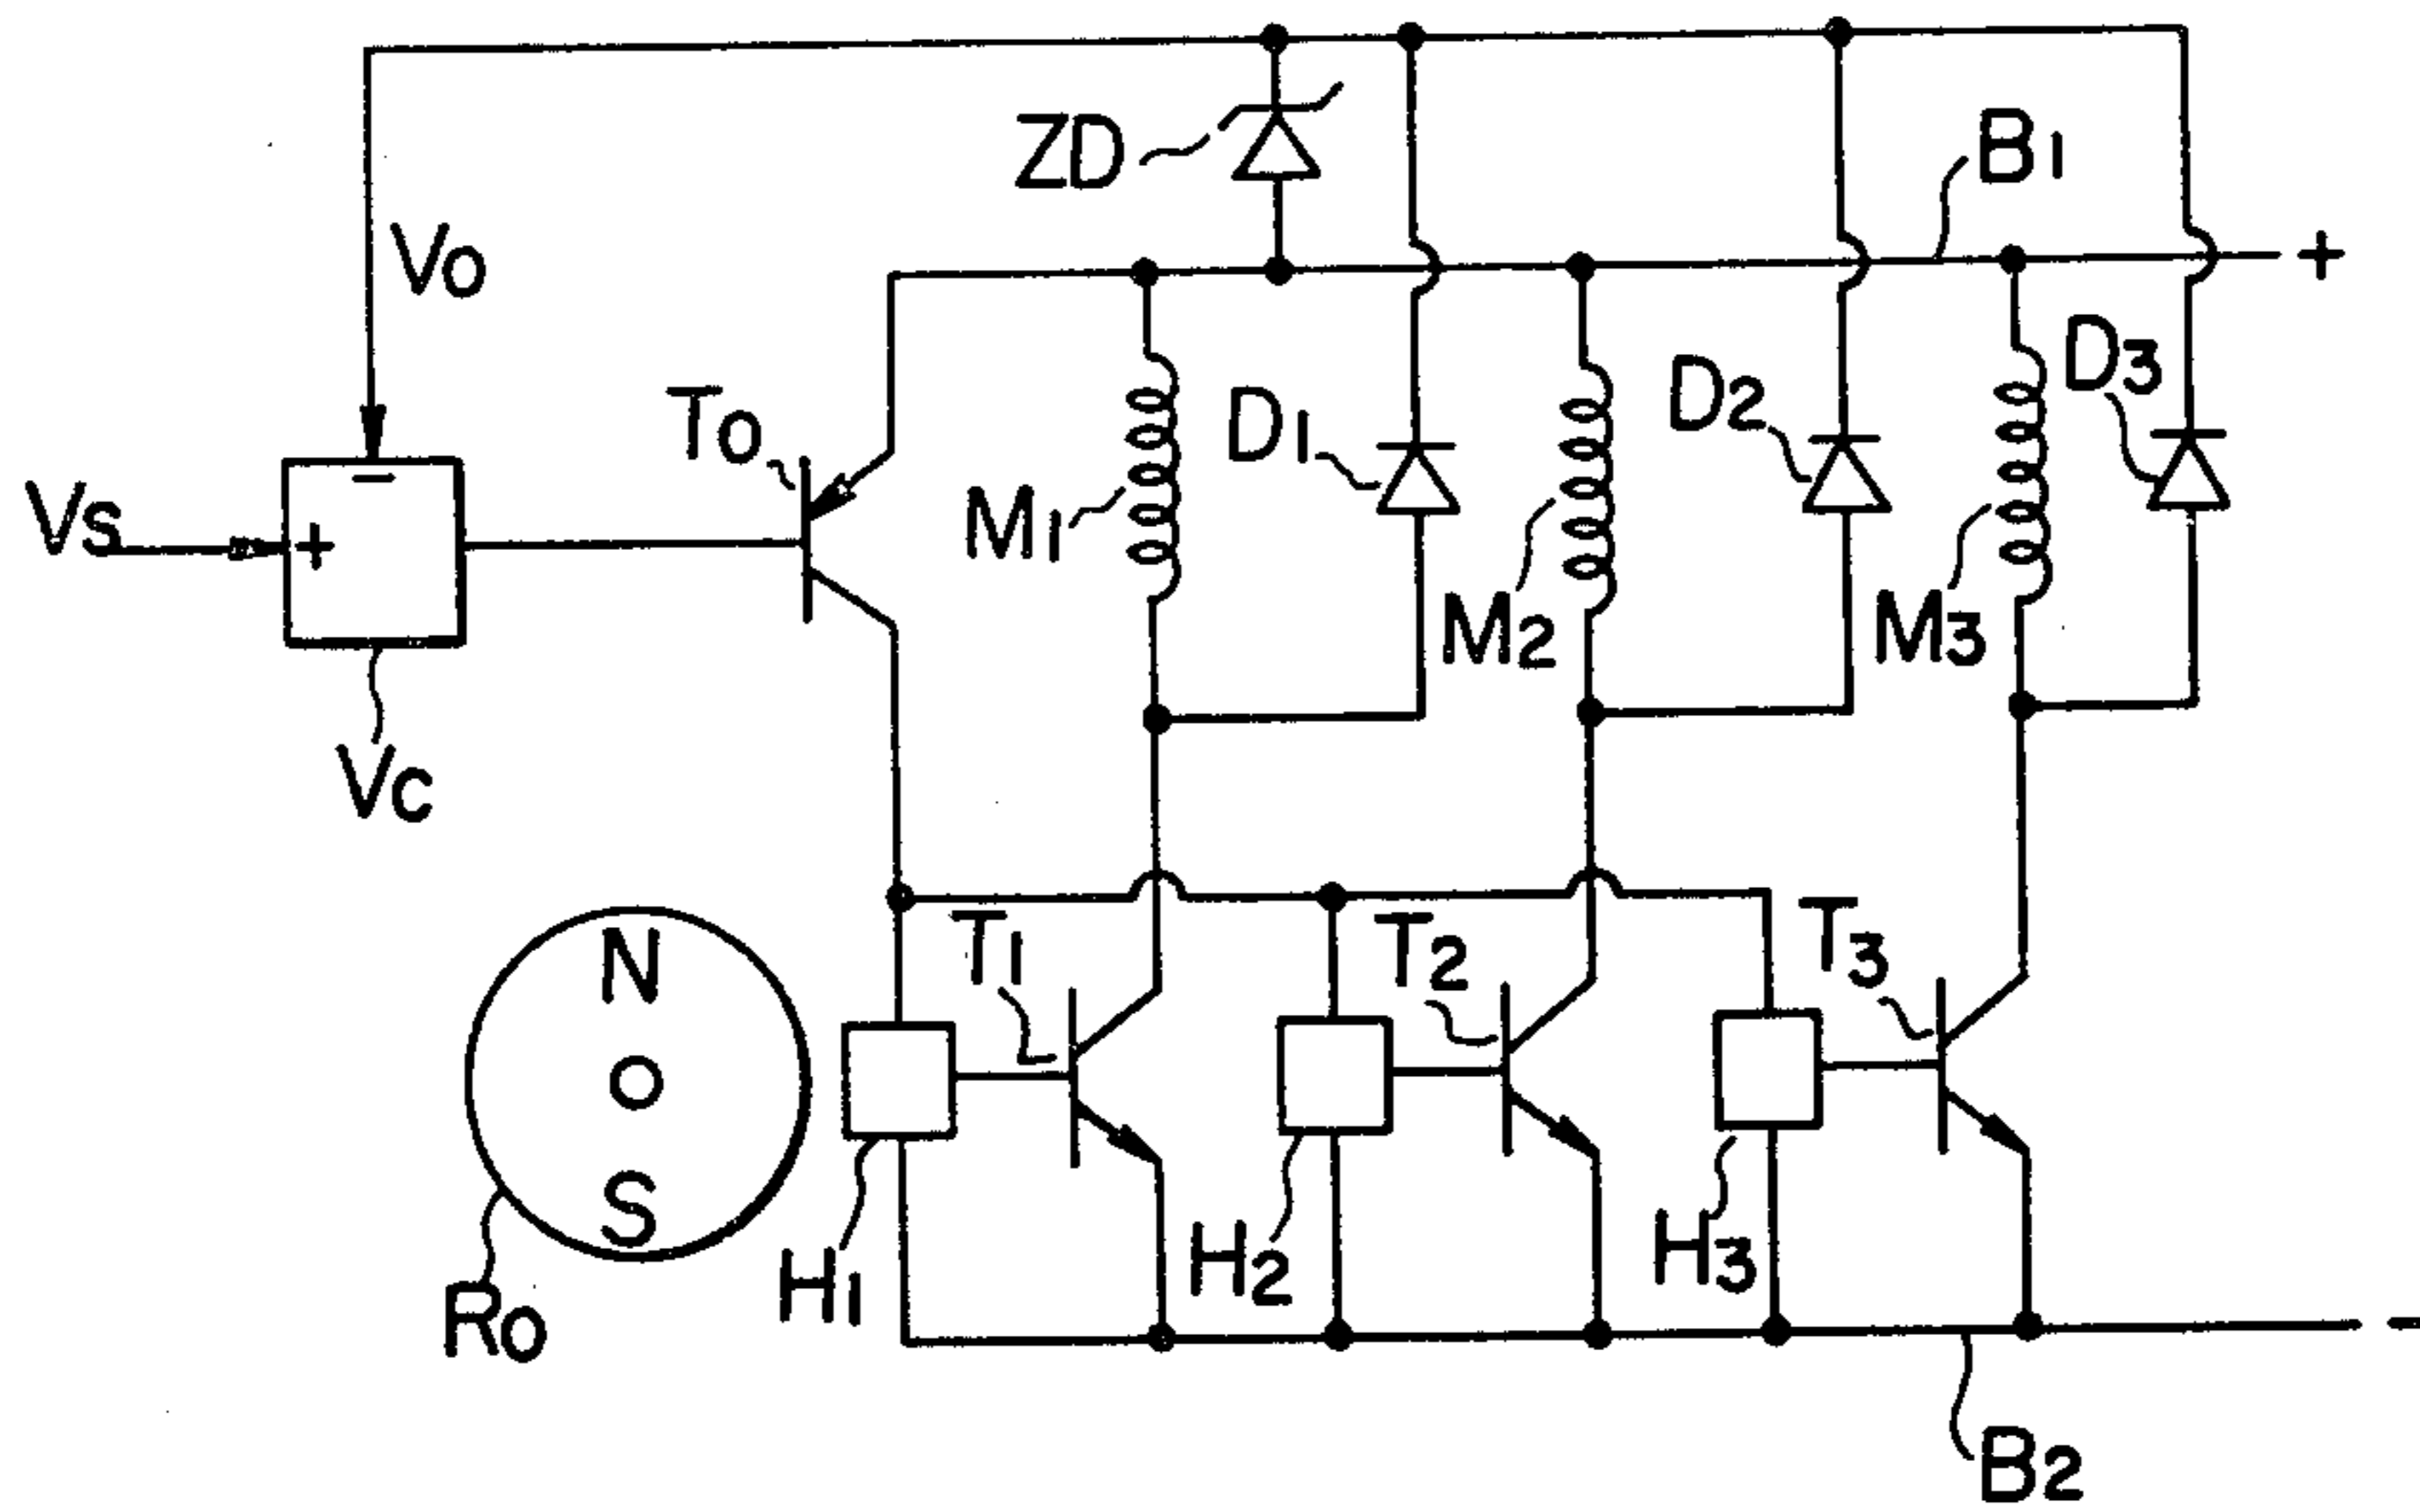 ZD
B1
+
Vo
To
D1
D2
D3
Vs
−
+
M1
M2
M3
Vc
N
S
Ro
T1
T2
T3
H1
H2
H3
−
B2